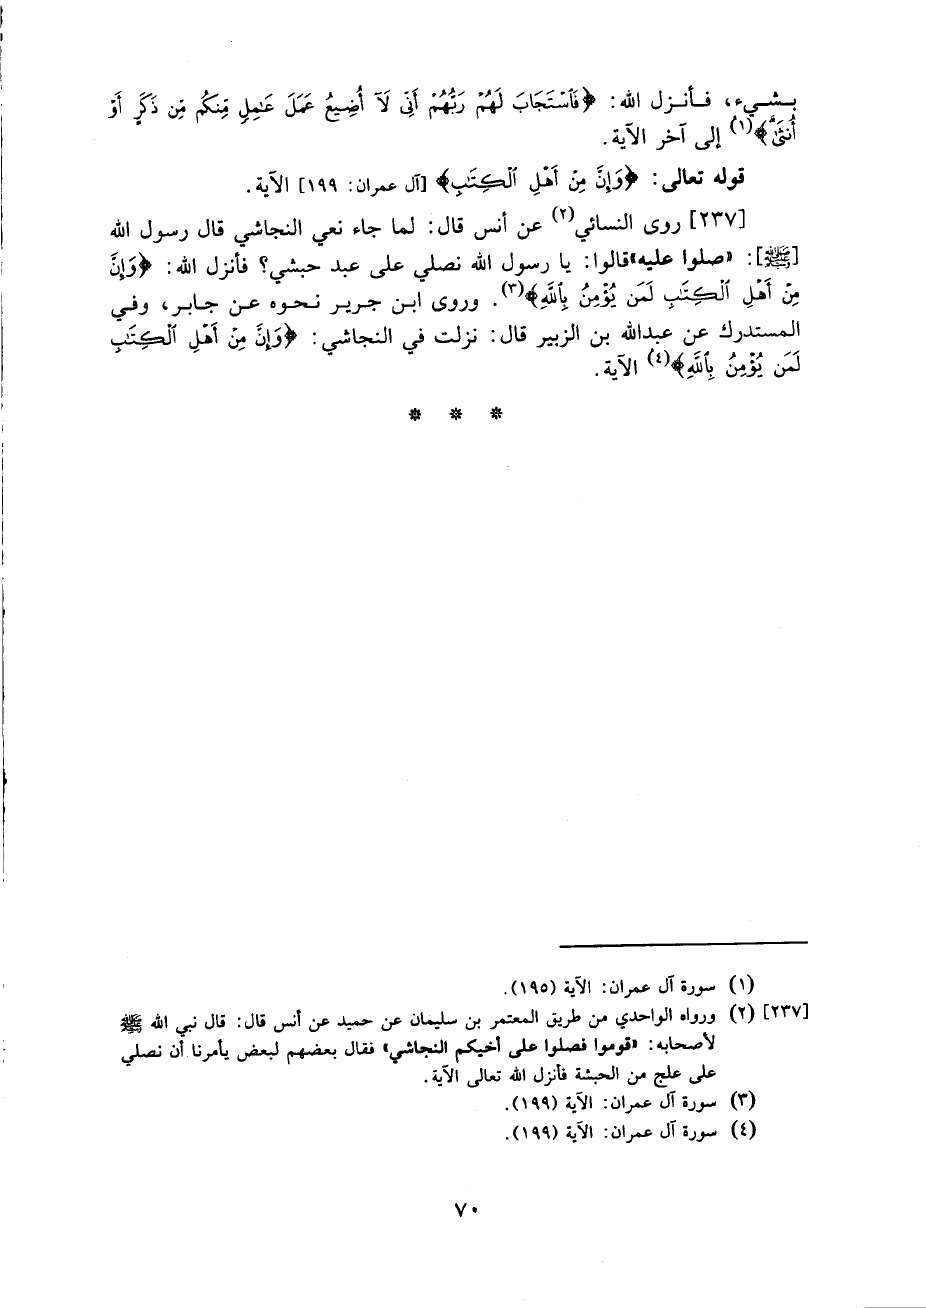 بشيء، فأنزل الله: ﴿فَاسْتَجَابَ لَهُمْ رَبُّهُمْ أَنِّي لَآ أُضِيعُ عَمَلَ عَامِلٍ مِّنكُم مِّن ذَكَرٍ أَوْ
أُنثَىٰ﴾(١) إلى آخر الآية.
قوله تعالى: ﴿وَإِنَّ مِنْ أَهْلِ الْكِتَابِ﴾ [آل عمران: ١٩٩] الآية.
[٢٣٧] روى النسائي(٢) عن أنس قال: لما جاء نعي النجاشي قال رسول الله
[ﷺ]: «صلوا عليه» قالوا: يا رسول الله نصلي على عبد حبشي؟ فأنزل الله: ﴿وَإِنَّ
مِنْ أَهْلِ الْكِتَابِ لَمَن يُؤْمِنُ بِاللَّهِ﴾(٣). وروى ابن جرير نحوه عن جابر، وفي
المستدرك عن عبدالله بن الزبير قال: نزلت في النجاشي: ﴿وَإِنَّ مِنْ أَهْلِ الْكِتَابِ
لَمَن يُؤْمِنُ بِاللَّهِ﴾(٤) الآية.
* * *
(١) سورة آل عمران: الآية (١٩٥).
[٢٣٧] (٢) ورواه الواحدي من طريق المعتمر بن سليمان عن حميد عن أنس قال: قال نبي الله ﷺ
لأصحابه: «قوموا فصلوا على أخيكم النجاشي» فقال بعضهم لبعض يأمرنا أن نصلي
على علج من الحبشة فأنزل الله تعالى الآية.
(٣) سورة آل عمران: الآية (١٩٩).
(٤) سورة آل عمران: الآية (١٩٩).
٧٠